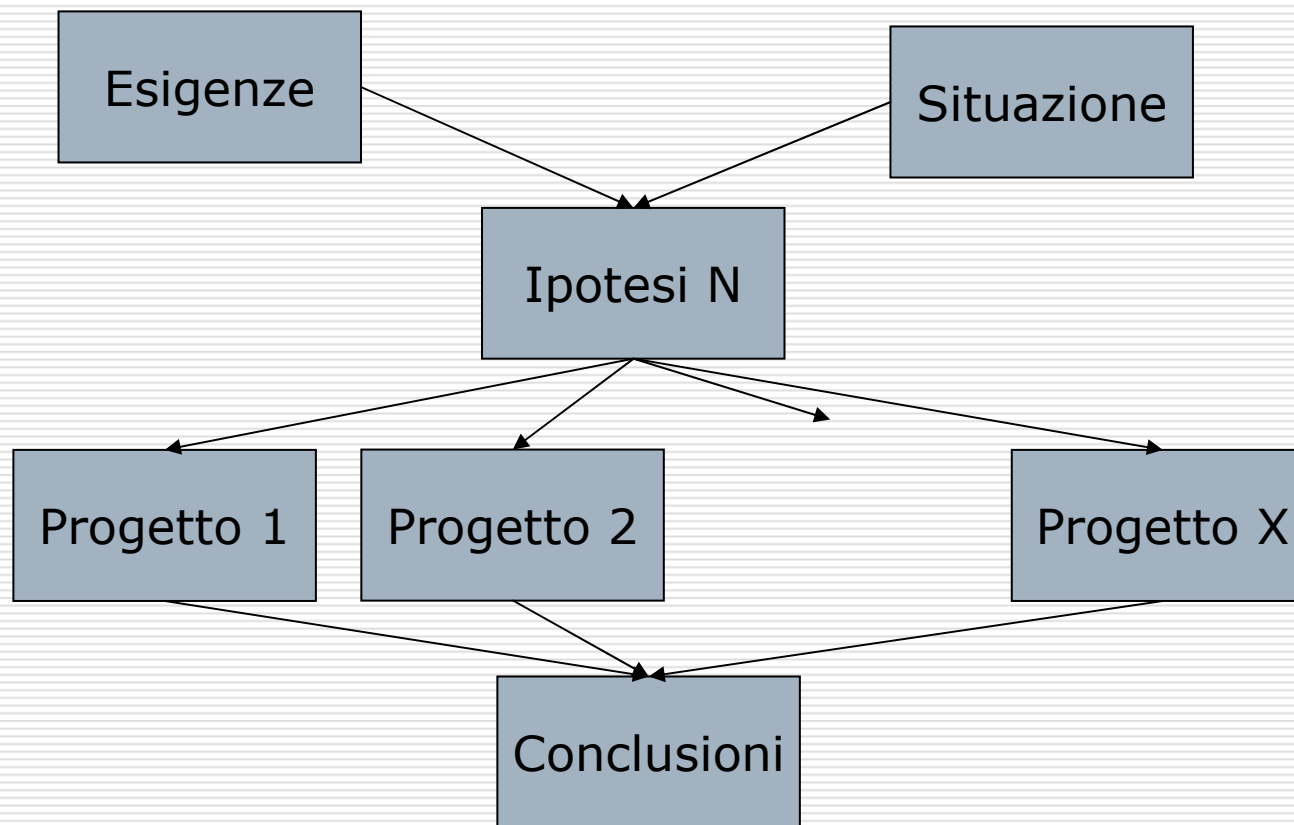 Esigenze
Situazione
Ipotesi N
Progetto 1
Progetto 2
Progetto X
Conclusioni